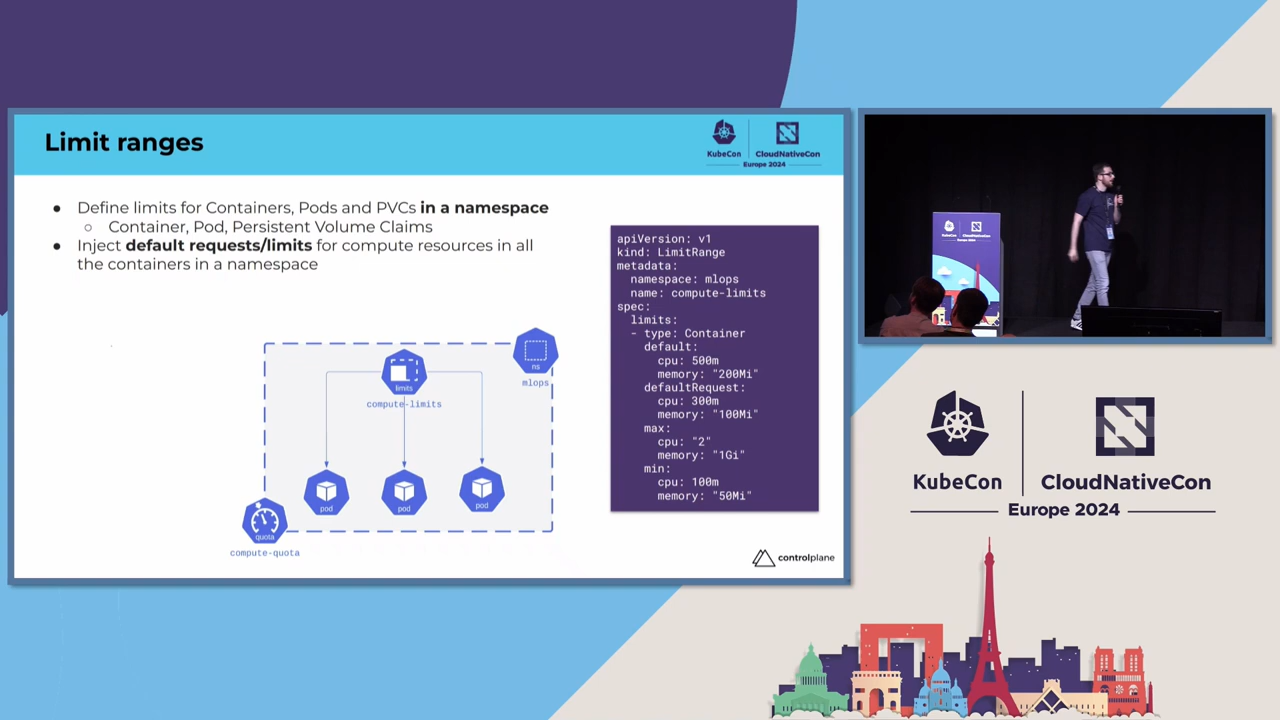 Limit ranges
KubeCon
CloudNativeCon
Europe 2024
● Define limits for Containers, Pods and PVCs in a namespace
○ Container, Pod, Persistent Volume Claims
● Inject default requests/limits for compute resources in all
the containers in a namespace
apiVersion: v1
kind: LimitRange
metadata:
namespace: mlops
name: compute-limits
spec:
limits:
- type: Container
default:
cpu: 500m
memory: "200Mi"
defaultRequest:
cpu: 300m
memory: "100Mi"
max:
cpu: "2"
memory: "1Gi"
min:
cpu: 100m
memory: "50Mi"
ns
mlops
limits
compute-limits
pod
pod
pod
quota
compute-quota
controlplane
KubeCon
CloudNativeCon
Europe 2024
KubeCon
CloudNativeCon
Europe 2024